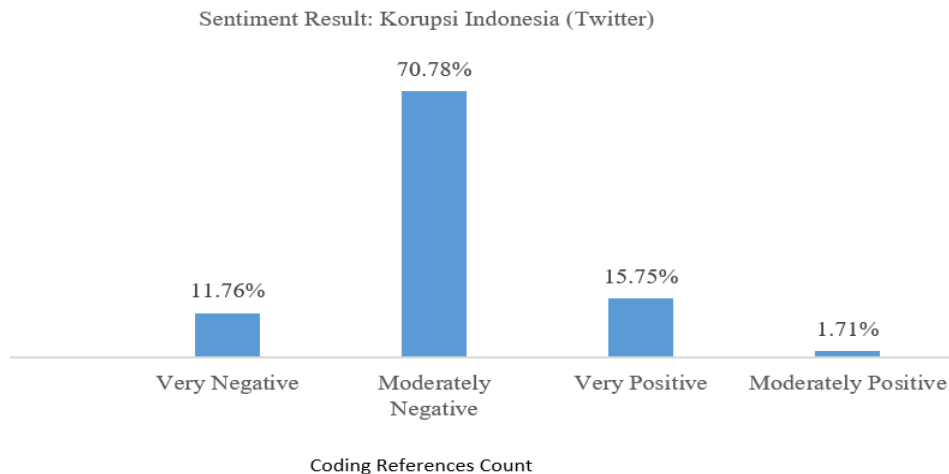 Sentiment Result: Korupsi Indonesia (Twitter)
70.78%
15.75%
11.76%
1.71%
Very Negative
Moderately
Negative
Very Positive
Moderately Positive
Coding References Count